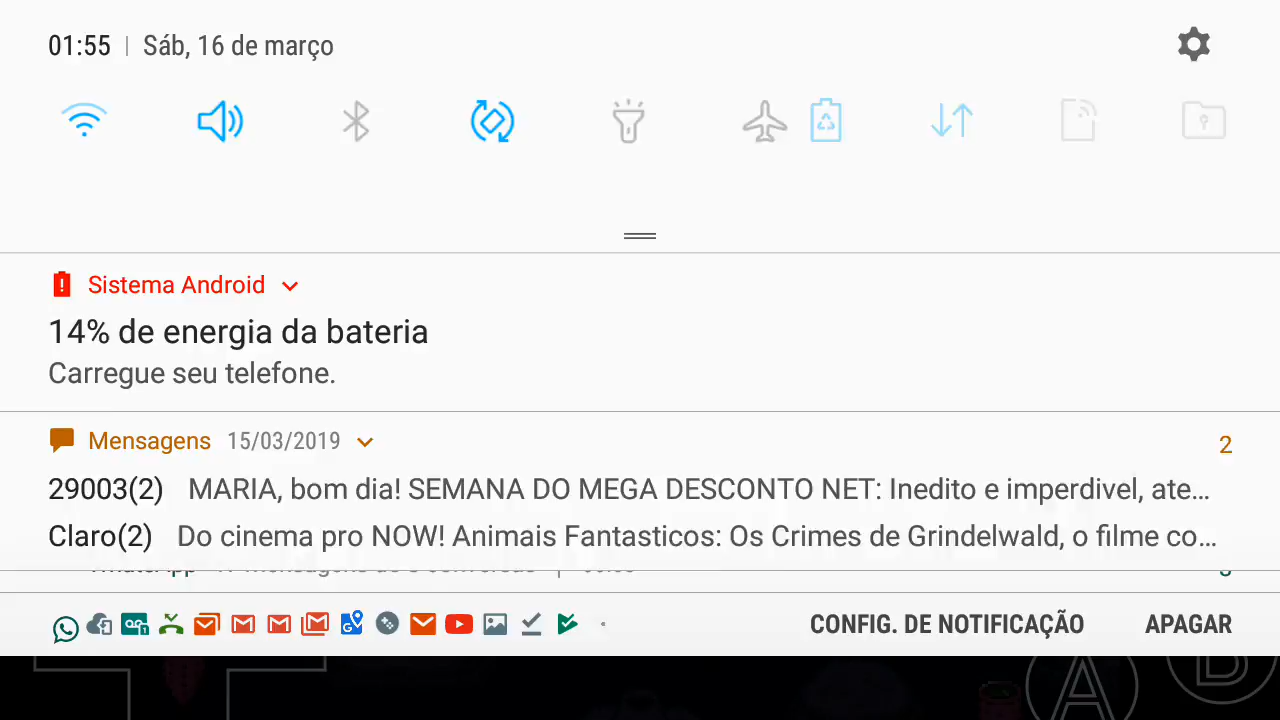 01:55 | Sáb, 16 de março
Sistema Android
14% de energia da bateria
Carregue seu telefone.
Mensagens 15/03/2019
2
29003(2) MARIA, bom dia! SEMANA DO MEGA DESCONTO NET: Inedito e imperdivel, ate...
Claro(2) Do cinema pro NOW! Animais Fantasticos: Os Crimes de Grindelwald, o filme co...
CONFIG. DE NOTIFICAÇÃO APAGAR
A B